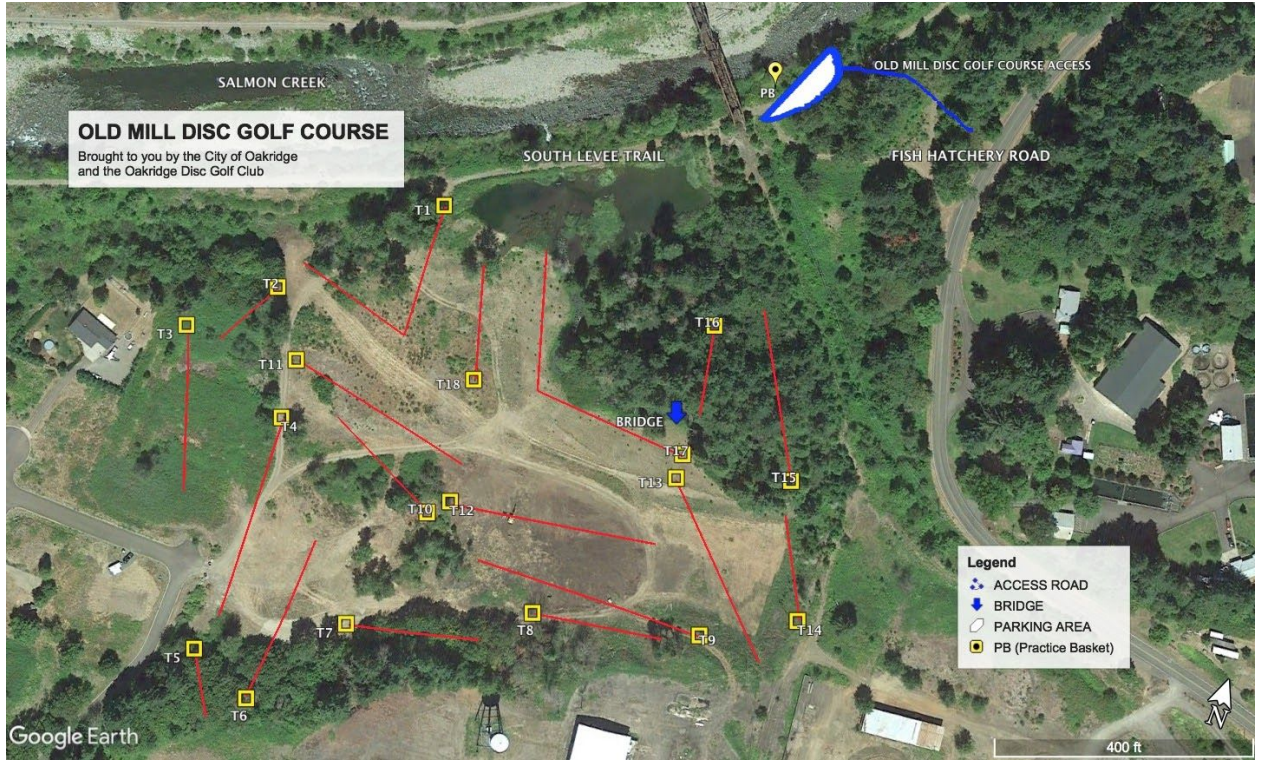 OLD MILL DISC GOLF COURSE ACCESS
SALMON CREEK
PB
OLD MILL DISC GOLF COURSE
Brought to you by the City of Oakridge
and the Oakridge Disc Golf Club
SOUTH LEVEE TRAIL
FISH HATCHERY ROAD
T1
T2
T3
T16
T11
T18
T4
BRIDGE
T17
T13
T15
T10
T12
Legend
ACCESS ROAD
BRIDGE
PARKING AREA
PB (Practice Basket)
T7
T8
T9
T14
T5
T6
N
Google Earth
400 ft